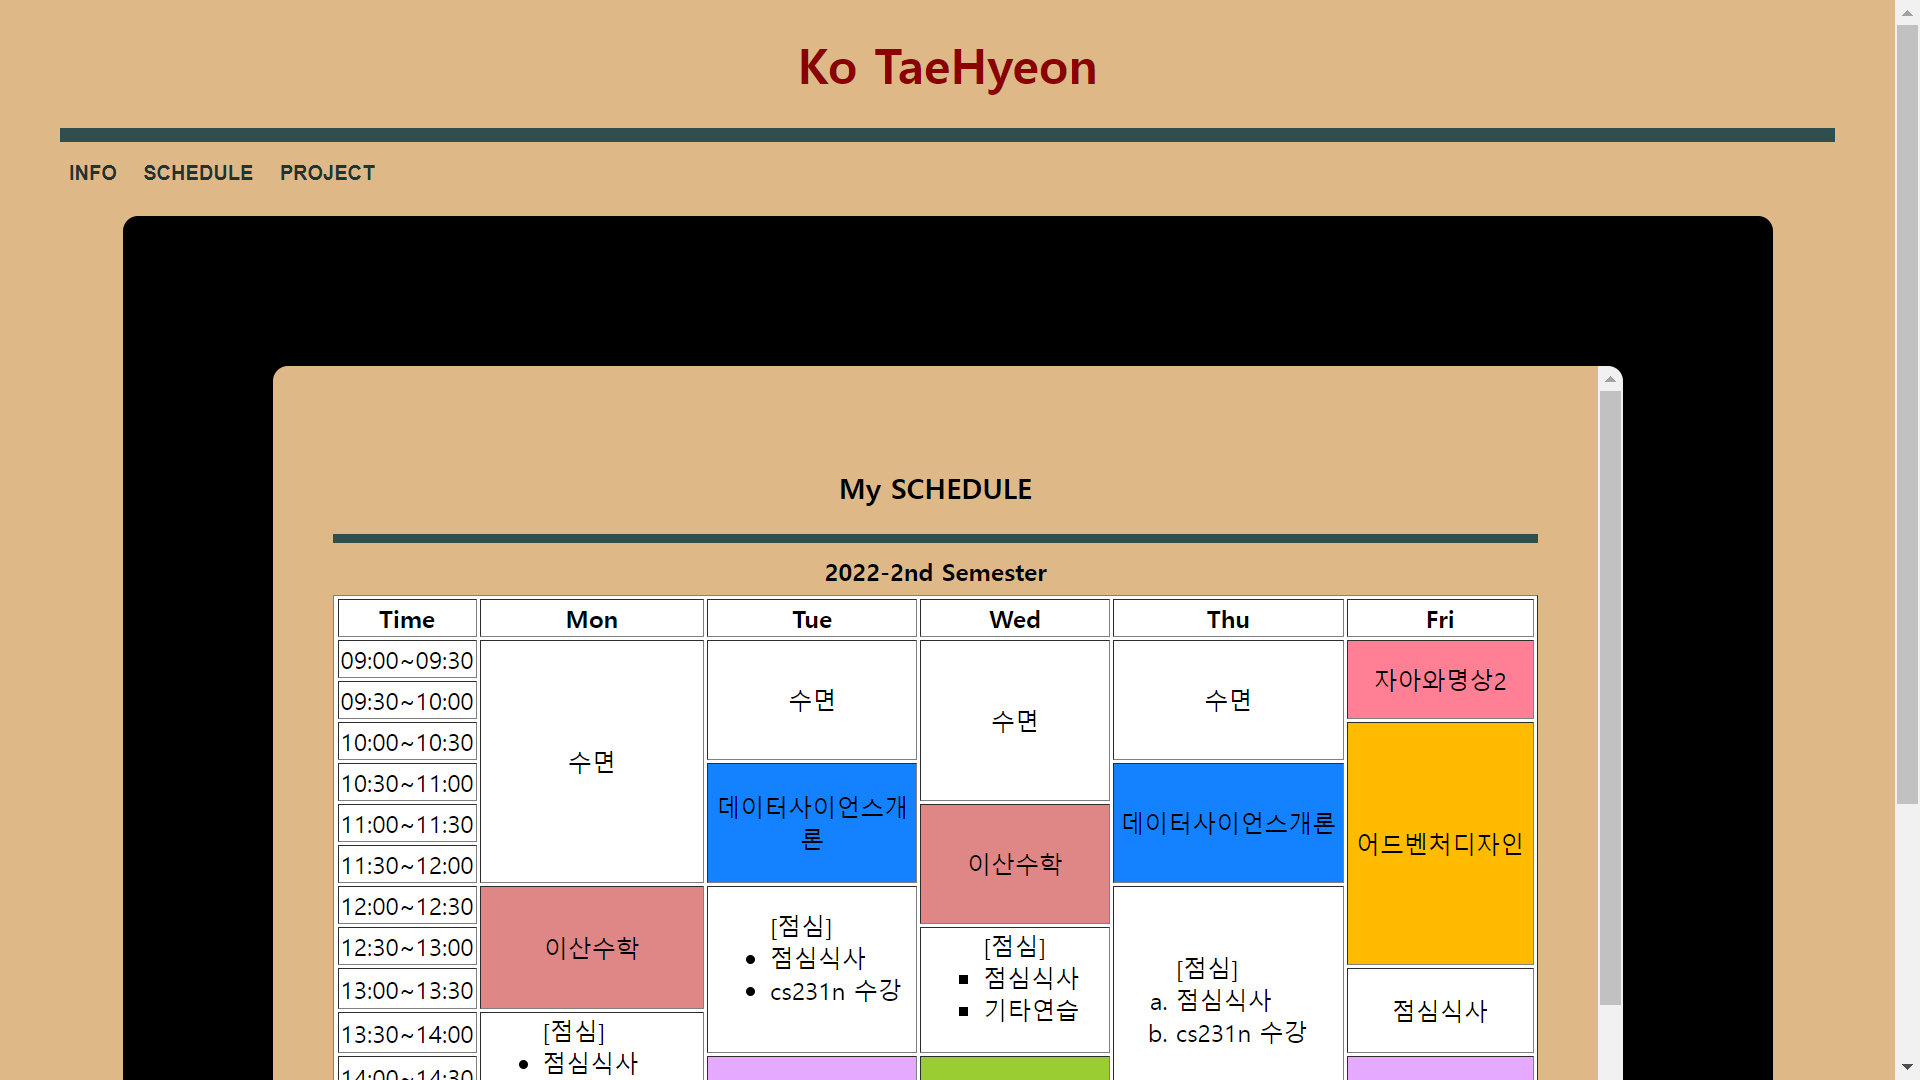 Ko TaeHyeon
INFO SCHEDULE PROJECT
My SCHEDULE
2022-2nd Semester
Time Mon Tue Wed Thu Fri
09:00~09:30
09:30~10:00
10:00~10:30
10:30~11:00
11:00~11:30
11:30~12:00
12:00~12:30
12:30~13:00
13:00~13:30
13:30~14:00
14:00~14:30
수면
이산수학
[점심]
• 점심식사
수면
데이터사이언스개
론
[점심]
• 점심식사
• cs231n 수강
수면
이산수학
[점심]
▪ 점심식사
▪ 기타연습
수면
데이터사이언스개론
[점심]
a. 점심식사
b. cs231n 수강
자아와명상2
어드벤처디자인
점심식사